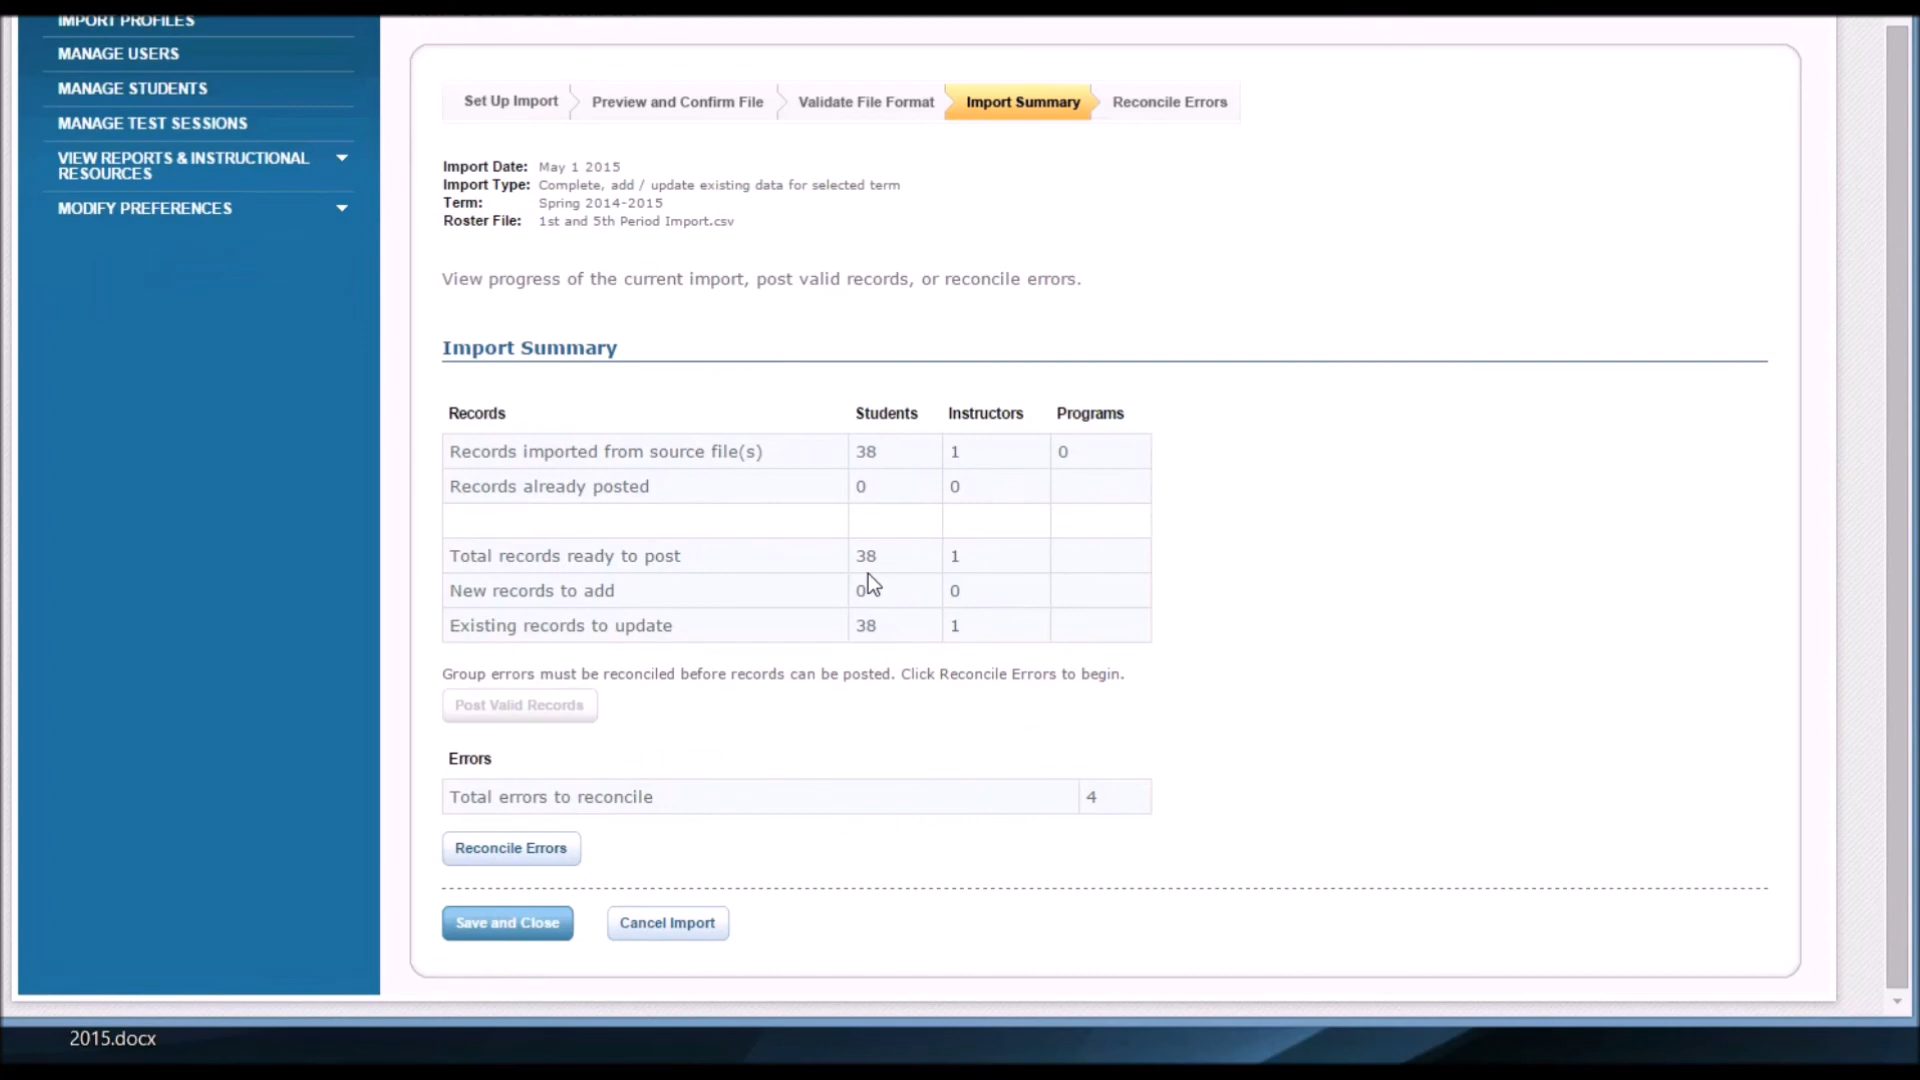 IMPORT PROFILES
MANAGE USERS
MANAGE STUDENTS
MANAGE TEST SESSIONS
VIEW REPORTS & INSTRUCTIONAL
RESOURCES
MODIFY PREFERENCES
Set Up Import Preview and Confirm File Validate File Format Import Summary Reconcile Errors
Import Date: May 1 2015
Import Type: Complete, add / update existing data for selected term
Term: Spring 2014-2015
Roster File: 1st and 5th Period Import.csv
View progress of the current import, post valid records, or reconcile errors.
Import Summary
Records Students Instructors Programs
Records imported from source file(s) 38 1 0
Records already posted 0 0
Total records ready to post 38 1
New records to add 0 0
Existing records to update 38 1
Group errors must be reconciled before records can be posted. Click Reconcile Errors to begin.
Post Valid Records
Errors
Total errors to reconcile 4
Reconcile Errors
Save and Close Cancel Import
2015.docx